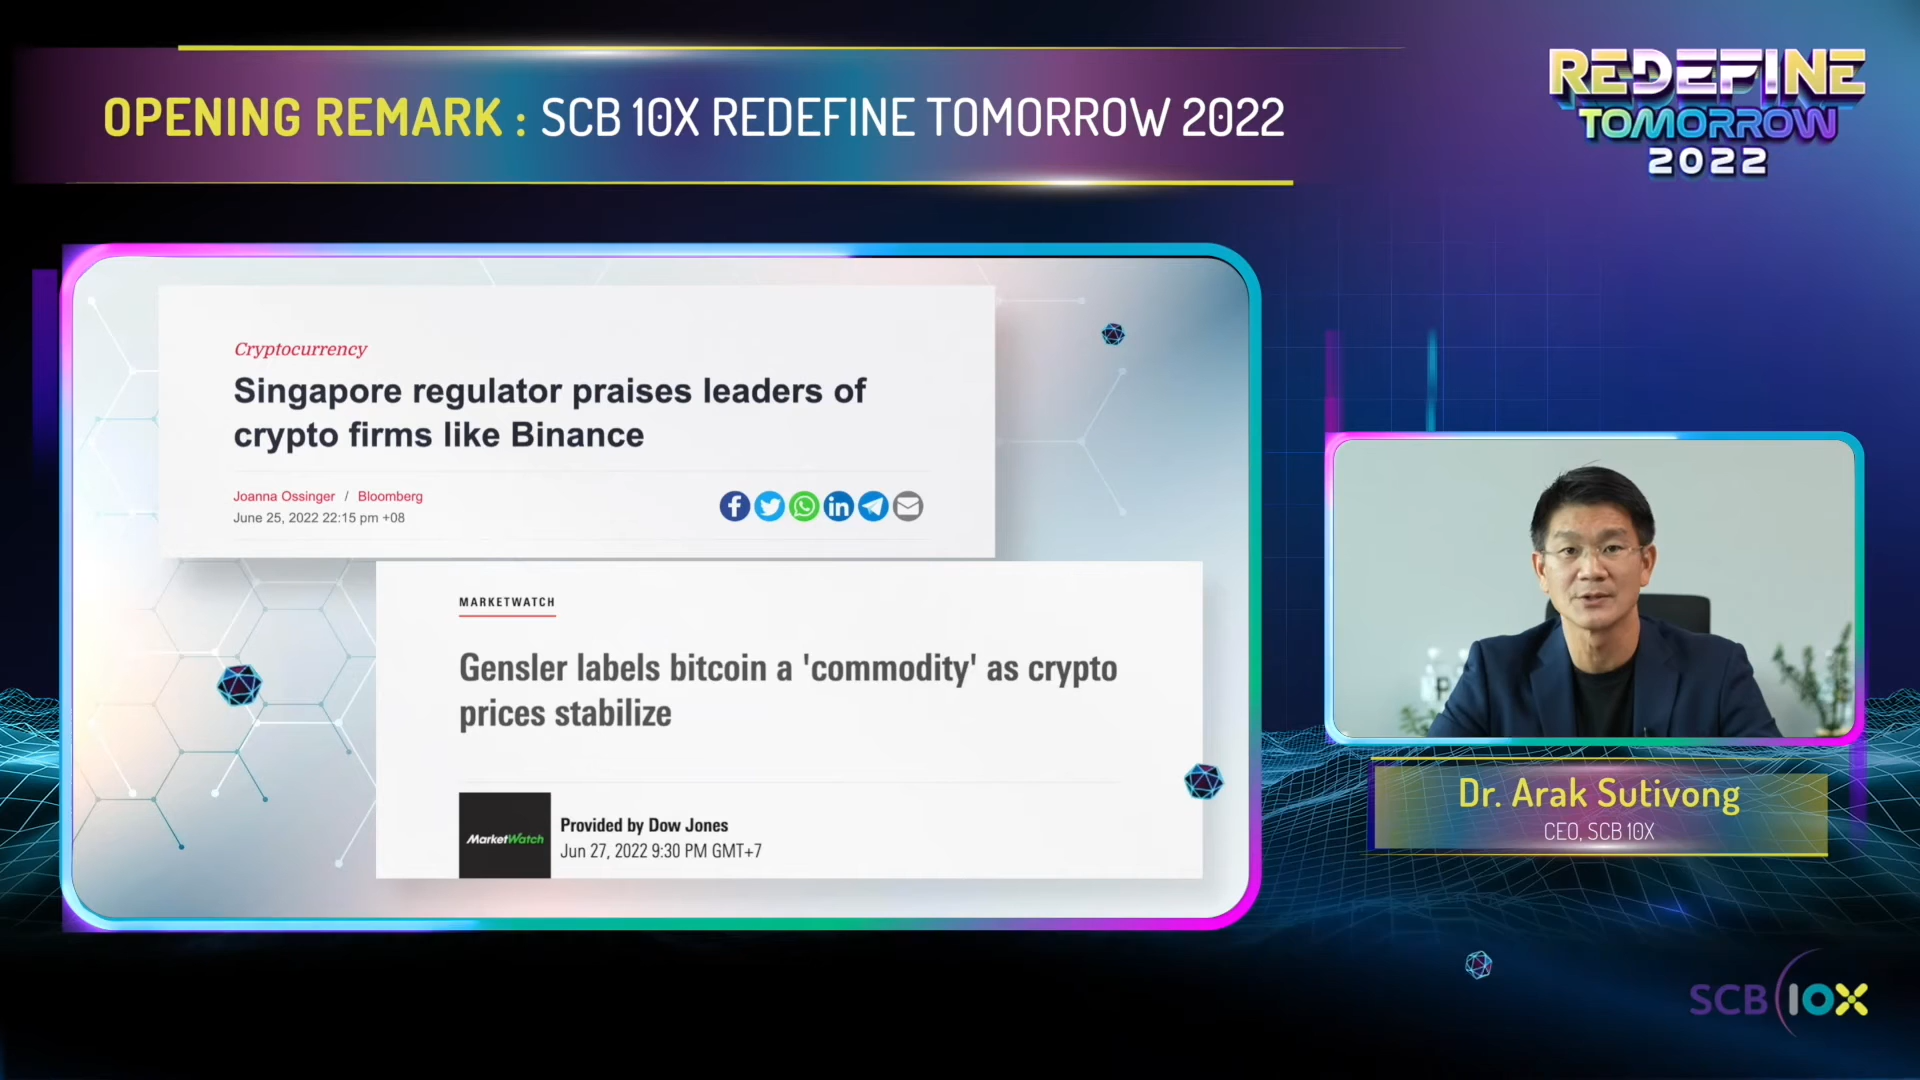 OPENING REMARK : SCB 10X REDEFINE TOMORROW 2022
REDEFINE
TOMORROW
2022
Cryptocurrency
Singapore regulator praises leaders of
crypto firms like Binance
Joanna Ossinger / Bloomberg
June 25, 2022 22:15 pm +08
MARKETWATCH
Gensler labels bitcoin a 'commodity' as crypto
prices stabilize
MarketWatch
Provided by Dow Jones
Jun 27, 2022 9:30 PM GMT+7
Dr. Arak Sutivong
CEO, SCB 10X
SCB 10X